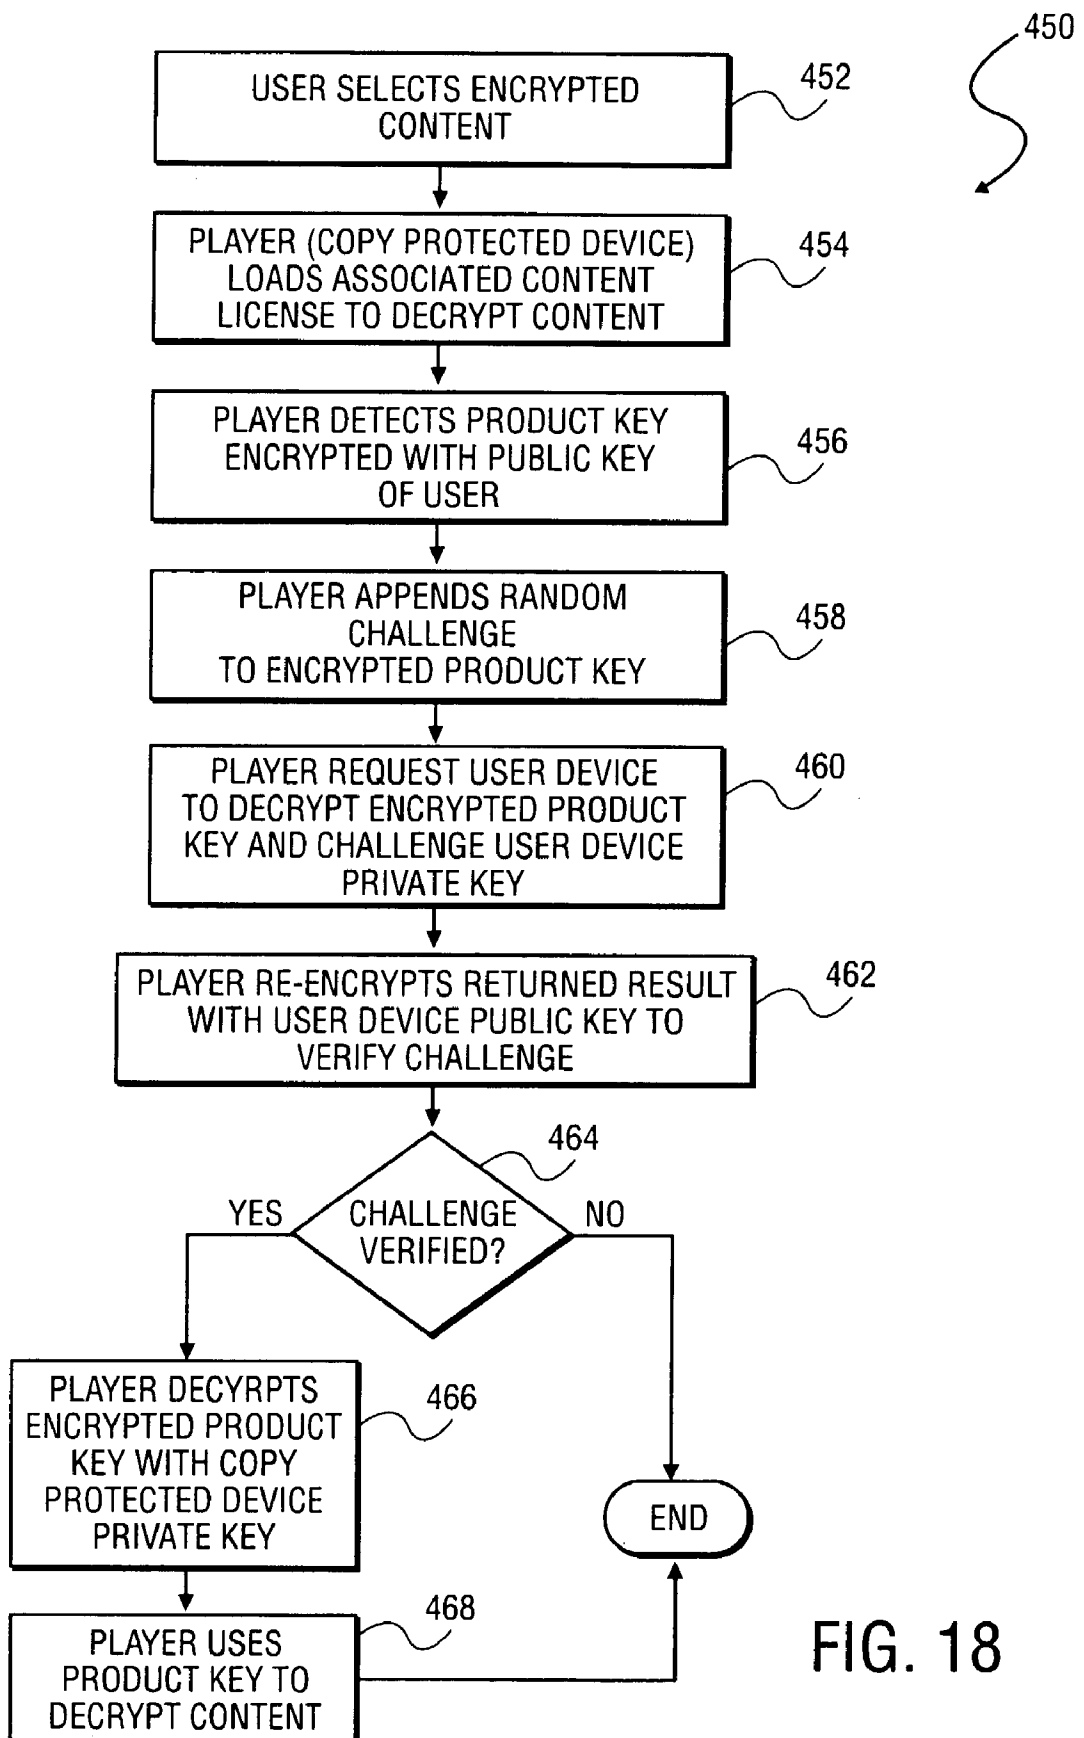 450
USER SELECTS ENCRYPTED
CONTENT
452
PLAYER (COPY PROTECTED DEVICE)
LOADS ASSOCIATED CONTENT
LICENSE TO DECRYPT CONTENT
454
PLAYER DETECTS PRODUCT KEY
ENCRYPTED WITH PUBLIC KEY
OF USER
456
PLAYER APPENDS RANDOM
CHALLENGE
TO ENCRYPTED PRODUCT KEY
458
PLAYER REQUEST USER DEVICE
TO DECRYPT ENCRYPTED PRODUCT
KEY AND CHALLENGE USER DEVICE
PRIVATE KEY
460
PLAYER RE-ENCRYPTS RETURNED RESULT
WITH USER DEVICE PUBLIC KEY TO
VERIFY CHALLENGE
462
464
YES
CHALLENGE
VERIFIED?
NO
PLAYER DECYRPTS
ENCRYPTED PRODUCT
KEY WITH COPY
PROTECTED DEVICE
PRIVATE KEY
466
END
PLAYER USES
PRODUCT KEY TO
DECRYPT CONTENT
468
FIG. 18